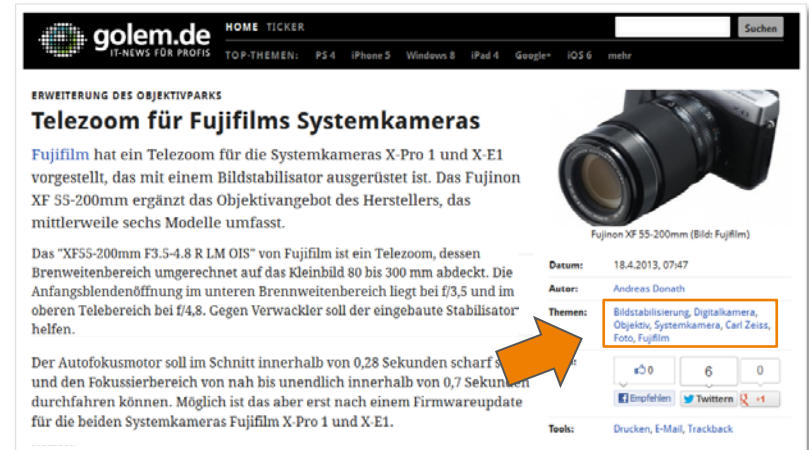 golem.de
IT-NEWS FÜR PROFIS
HOME TICKER
Suchen
TOP-THEMEN: PS 4 iPhone 5 Windows 8 iPad 4 Google+ iOS 6 mehr
ERWEITERUNG DES OBJEKTIVPARKS
Telezoom für Fujifilms Systemkameras
Fujifilm hat ein Telezoom für die Systemkameras X-Pro 1 und X-E1
vorgestellt, das mit einem Bildstabilisator ausgerüstet ist. Das Fujinon
XF 55-200mm ergänzt das Objektivangebot des Herstellers, das
mittlerweile sechs Modelle umfasst.
Das "XF55-200mm F3.5-4.8 R LM OIS" von Fujifilm ist ein Telezoom, dessen
Brenweitenbereich umgerechnet auf das Kleinbild 80 bis 300 mm abdeckt. Die
Anfangsblendenöffnung im unteren Brennweitenbereich liegt bei f/3,5 und im
oberen Telebereich bei f/4,8. Gegen Verwackler soll der eingebaute Stabilisator
helfen.
Der Autofokusmotor soll im Schnitt innerhalb von 0,28 Sekunden scharf
und den Fokussierbereich von nah bis unendlich innerhalb von 0,7 Sekunden
durchfahren können. Möglich ist das aber erst nach einem Firmwareupdate
für die beiden Systemkameras Fujifilm X-Pro 1 und X-E1.
Fujinon XF 55-200mm (Bild: Fujifilm)
Datum: 18.4.2013, 07:47
Autor: Andreas Donath
Themen: Bildstabilisierung, Digitalkamera,
Objektiv, Systemkamera, Carl Zeiss,
Foto, Fujifilm
0 6 0
Empfehlen Twittern +1
Tools: Drucken, E-Mail, Trackback